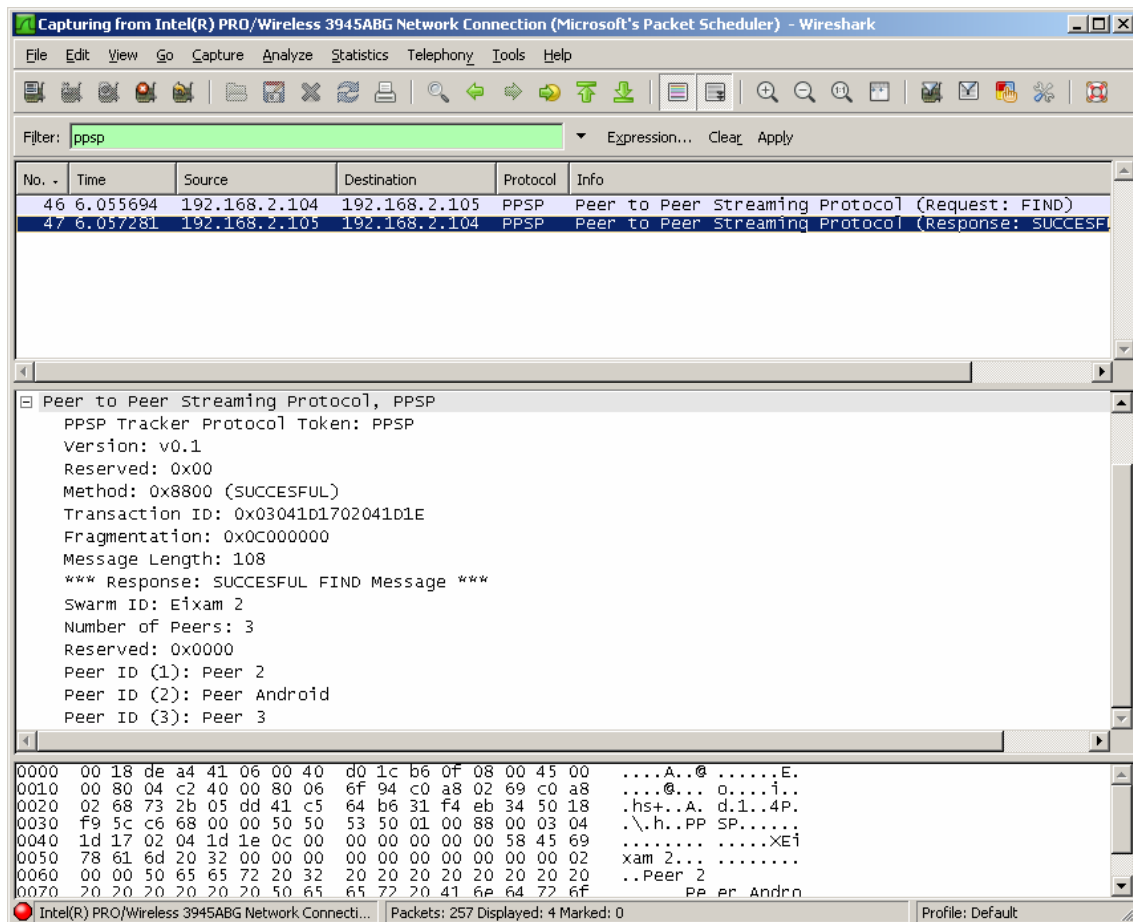 Capturing from Intel(R) PRO/Wireless 3945ABG Network Connection (Microsoft's Packet Scheduler) - Wireshark
File Edit View Go Capture Analyze Statistics Telephony Tools Help
Filter: ppsp Expression... Clear Apply
No. Time Source Destination Protocol Info
46 6.055694 192.168.2.104 192.168.2.105 PPSP Peer to Peer Streaming Protocol (Request: FIND)
47 6.057281 192.168.2.105 192.168.2.104 PPSP Peer to Peer Streaming Protocol (Response: SUCCESF
Peer to Peer Streaming Protocol, PPSP
PPSP Tracker Protocol Token: PPSP
Version: v0.1
Reserved: 0x00
Method: 0x8800 (SUCCESFUL)
Transaction ID: 0x03041D1702041D1E
Fragmentation: 0x0C000000
Message Length: 108
*** Response: SUCCESFUL FIND Message ***
Swarm ID: Eixam 2
Number of Peers: 3
Reserved: 0x0000
Peer ID (1): Peer 2
Peer ID (2): Peer Android
Peer ID (3): Peer 3
0000 00 18 de a4 41 06 00 40 d0 1c b6 0f 08 00 45 00 ....A..@ ......E.
0010 00 80 04 c2 40 00 80 06 6f 94 c0 a8 02 69 c0 a8 ....@... o....i..
0020 02 68 73 2b 05 dd 41 c5 64 b6 31 f4 eb 34 50 18 .hs+..A. d.1..4P.
0030 f9 5c c6 68 00 00 50 50 53 50 01 00 88 00 03 04 .\.h..PP SP......
0040 1d 17 02 04 1d 1e 0c 00 00 00 00 00 00 58 45 69 ........ .....XEi
0050 78 61 6d 20 32 00 00 00 00 00 00 00 00 00 00 02 xam 2... ........
0060 00 00 50 65 65 72 20 32 20 20 20 20 20 20 20 20 ..Peer 2
0070 20 20 20 20 20 20 50 65 65 72 20 41 6e 64 72 6f Pe er Andro
Intel(R) PRO/Wireless 3945ABG Network Connecti... Packets: 257 Displayed: 4 Marked: 0 Profile: Default